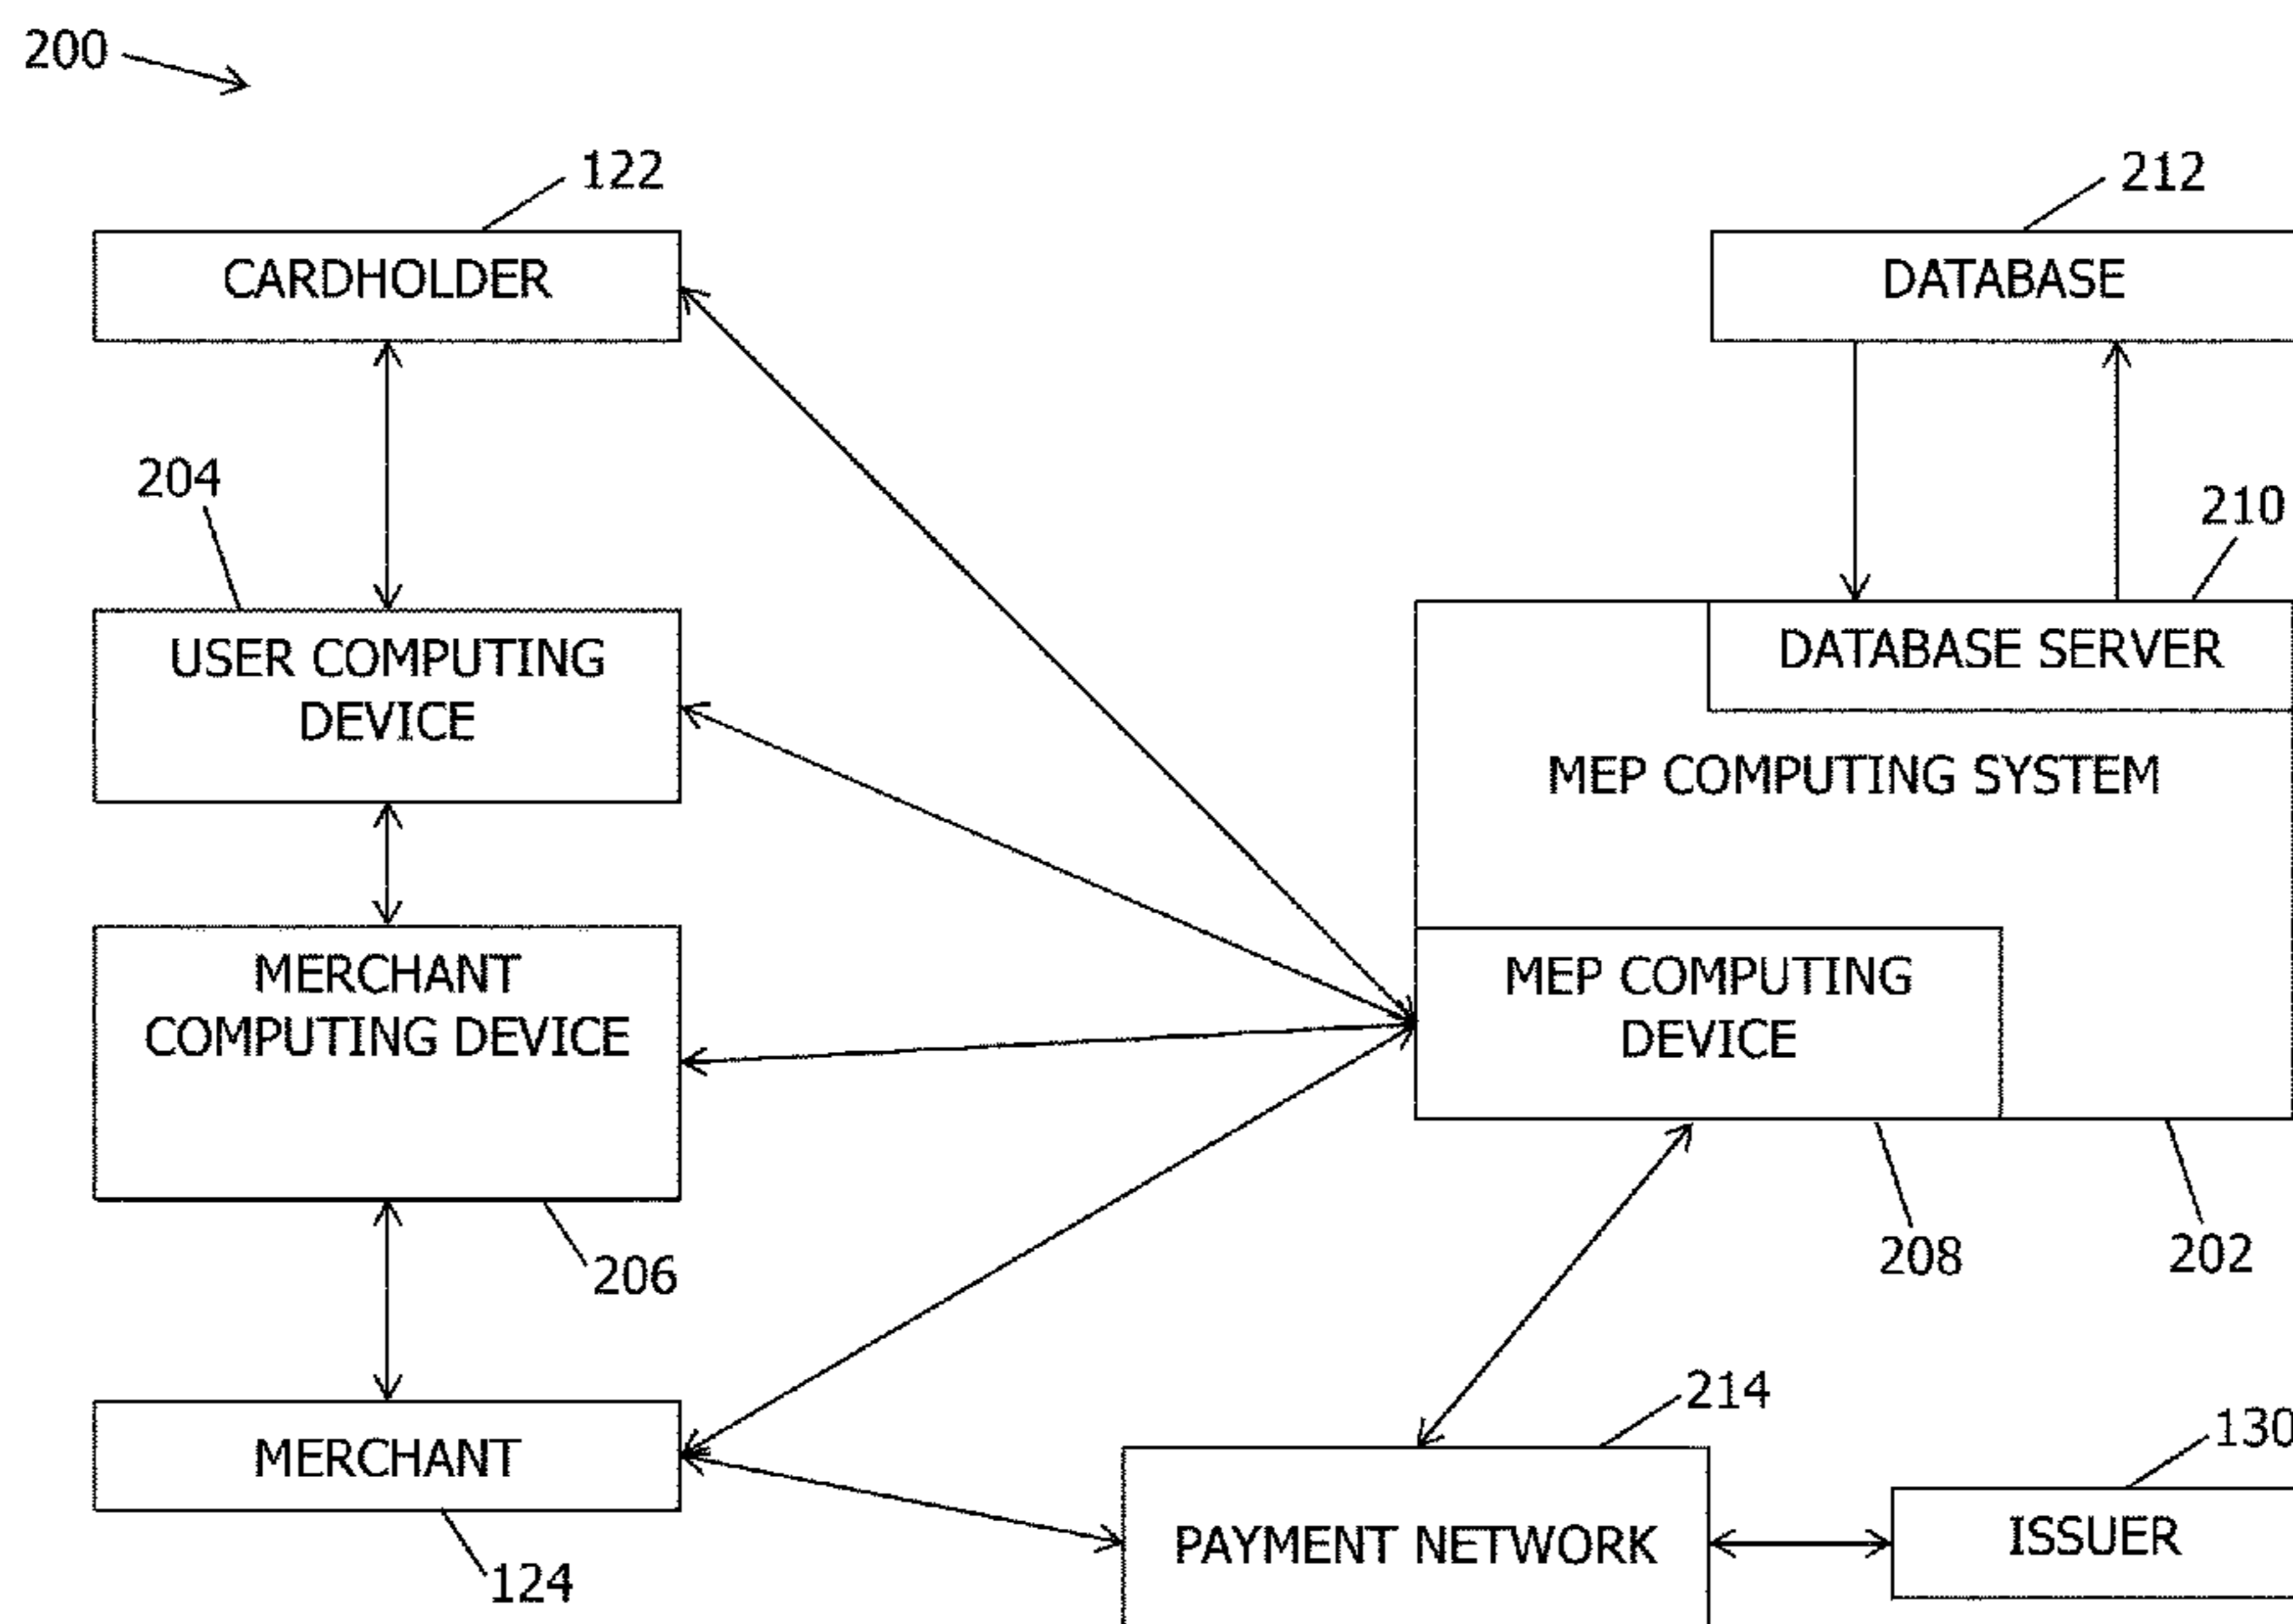 200
122
212
CARDHOLDER
DATABASE
204
210
USER COMPUTING
DEVICE
DATABASE SERVER
MEP COMPUTING SYSTEM
MERCHANT
COMPUTING DEVICE
MEP COMPUTING
DEVICE
206
208
202
214
130
MERCHANT
PAYMENT NETWORK
ISSUER
124